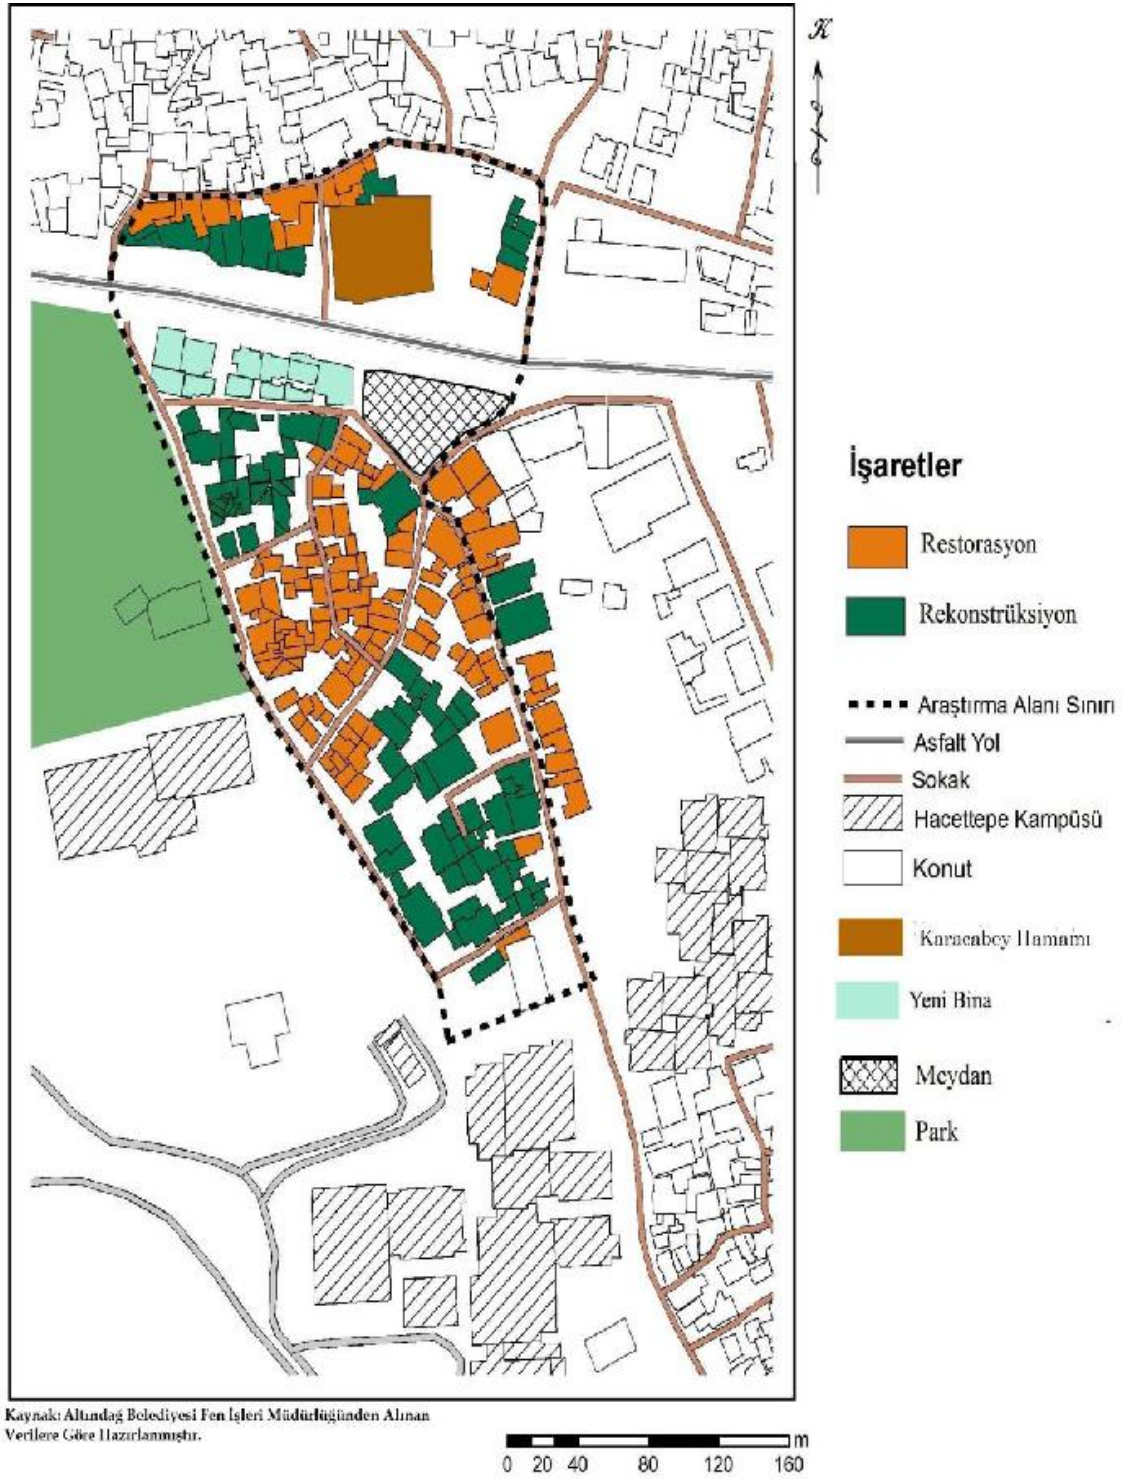 K
İşaretler
Restorasyon
Rekonstrüksiyon
Araştırma Alanı Sınırı
Asfalt Yol
Sokak
Hacettepe Kampüsü
Konut
Karacabey Hamamı
Yeni Bina
Meydan
Park
Kaynak: Altındağ Belediyesi Fen İşleri Müdürlüğünden Alınan
Verilere Göre Hazırlanmıştır.
m
0 20 40 80 120 160